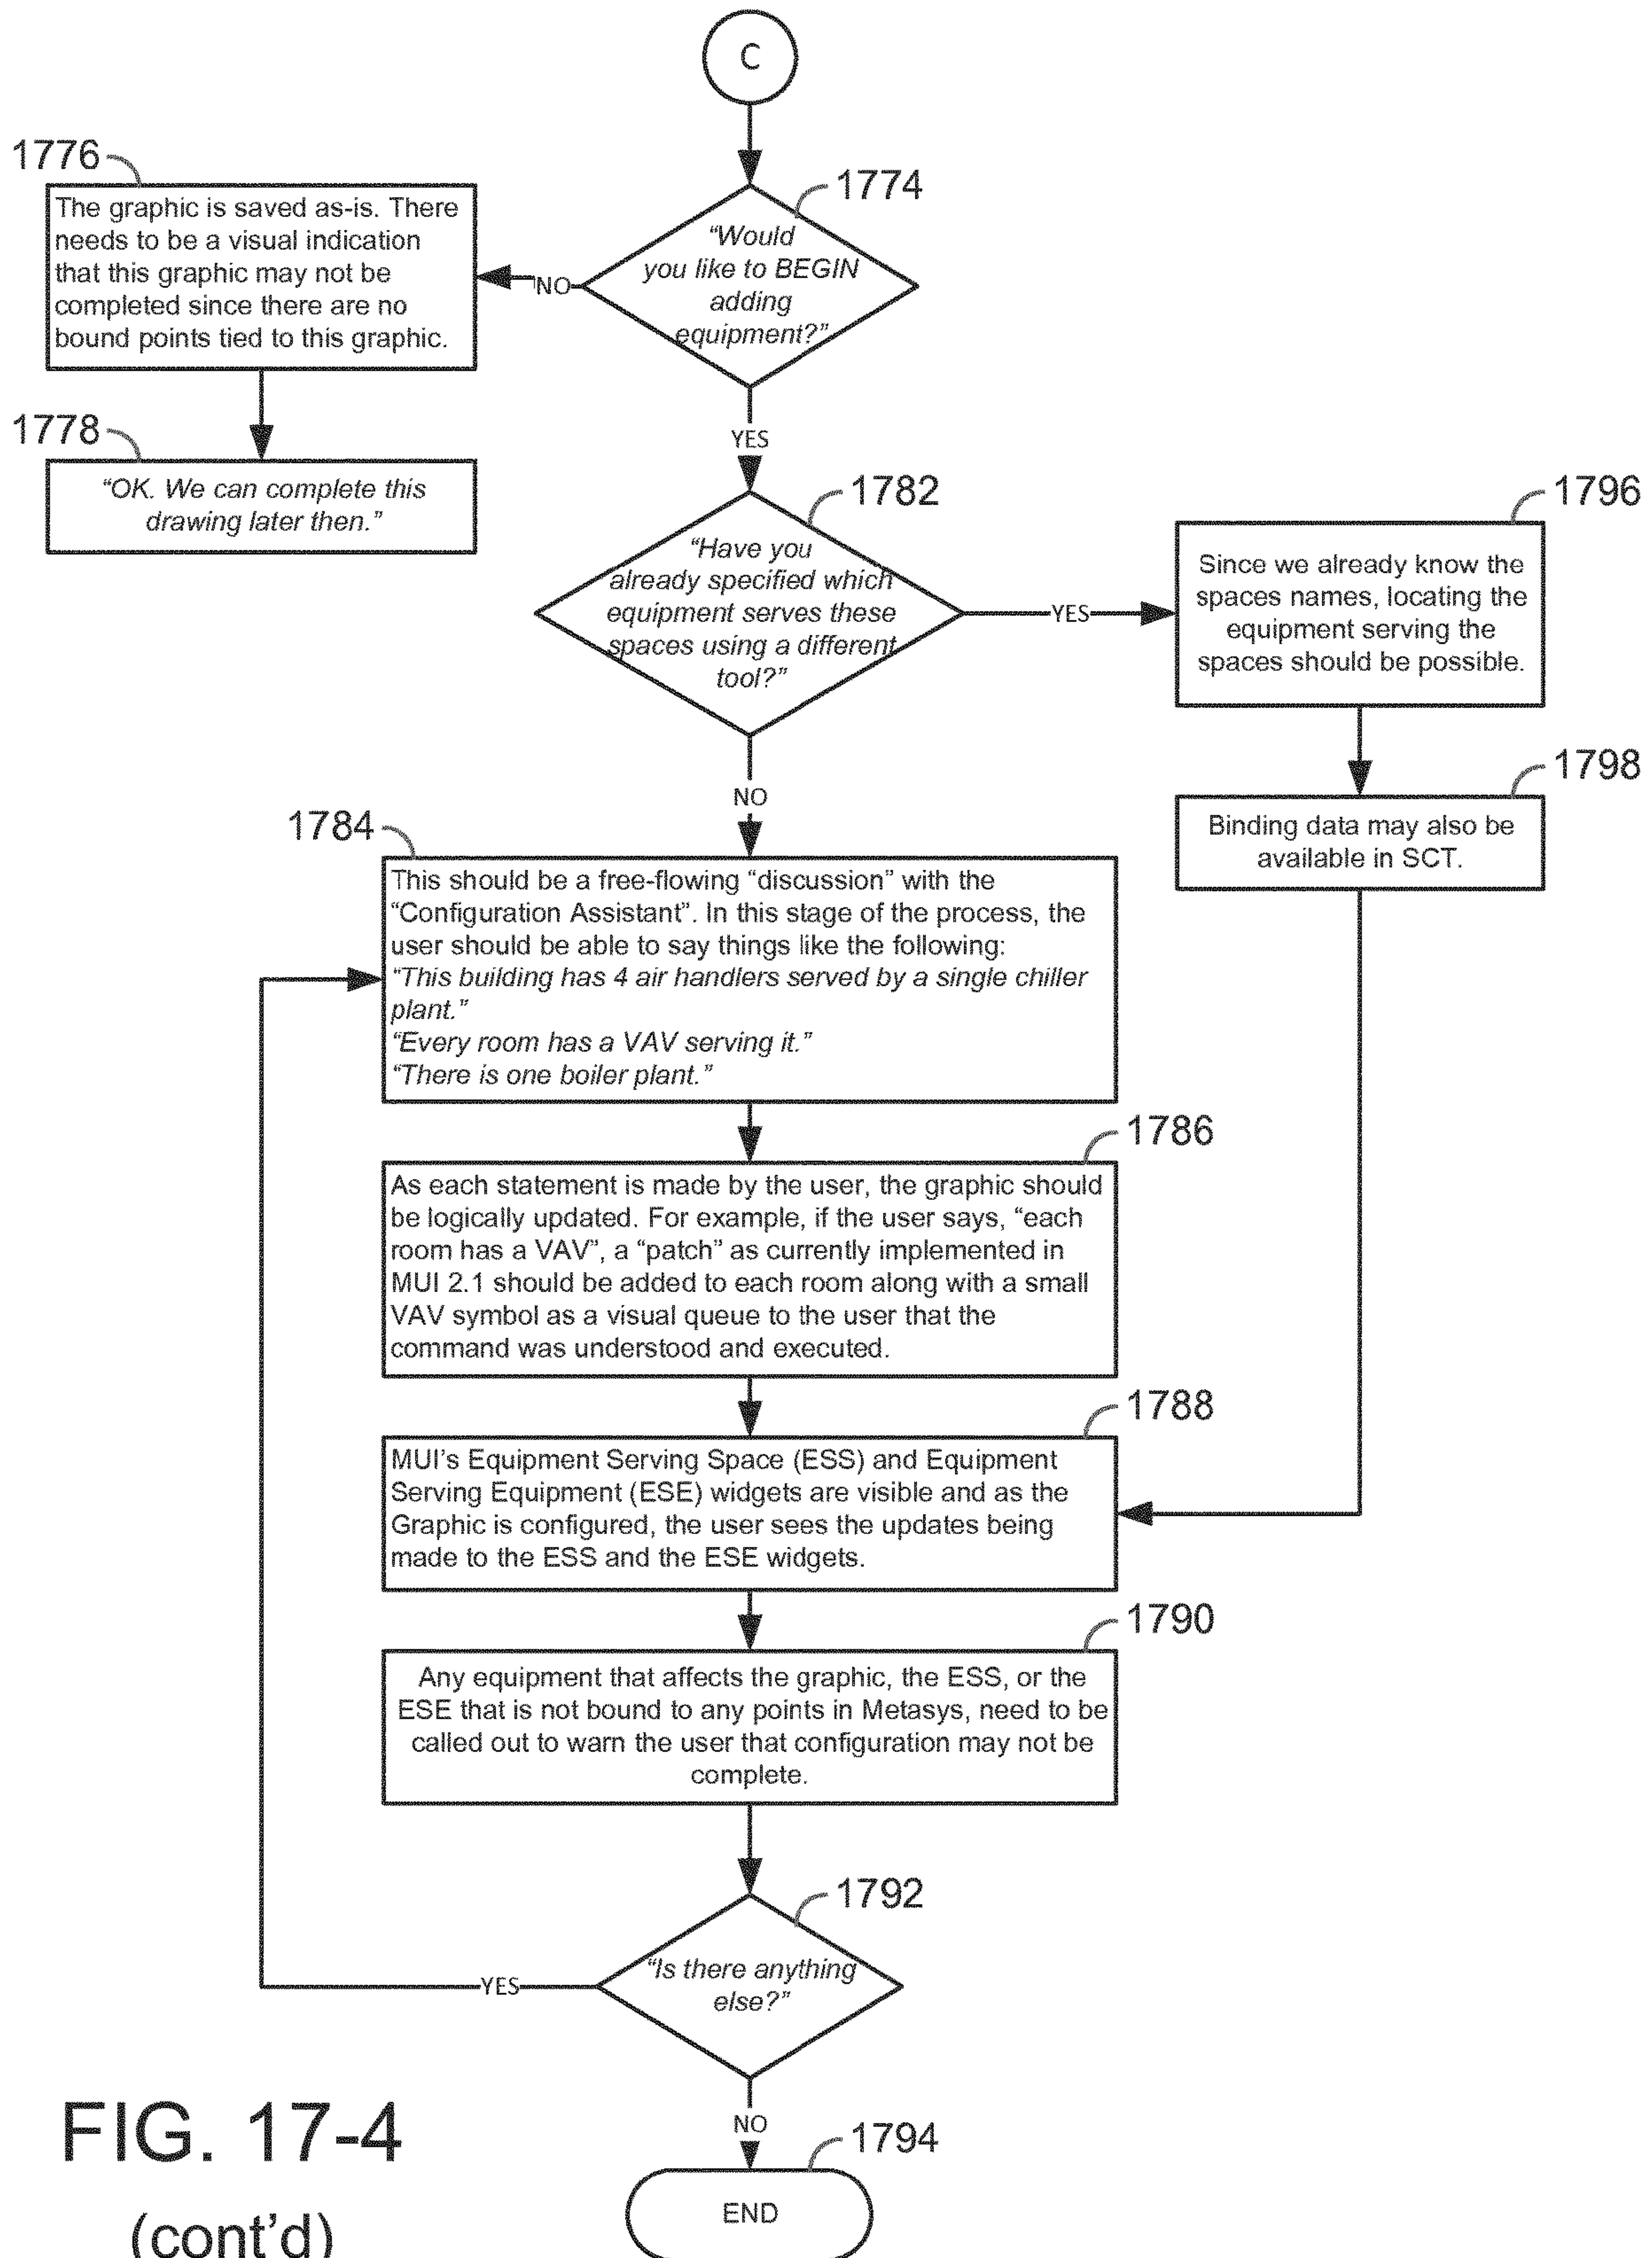 C
1774
“Would
you like to BEGIN
adding
equipment?”
NO
1776
The graphic is saved as-is. There
needs to be a visual indication
that this graphic may not be
completed since there are no
bound points tied to this graphic.
1778
“OK. We can complete this
drawing later then.”
YES
1782
“Have you
already specified which
equipment serves these
spaces using a different
tool?”
YES
1796
Since we already know the
spaces names, locating the
equipment serving the
spaces should be possible.
1798
Binding data may also be
available in SCT.
NO
1784
This should be a free-flowing “discussion” with the
“Configuration Assistant”. In this stage of the process, the
user should be able to say things like the following:
“This building has 4 air handlers served by a single chiller
plant.”
“Every room has a VAV serving it.”
“There is one boiler plant.”
1786
As each statement is made by the user, the graphic should
be logically updated. For example, if the user says, “each
room has a VAV”, a “patch” as currently implemented in
MUI 2.1 should be added to each room along with a small
VAV symbol as a visual queue to the user that the
command was understood and executed.
1788
MUI’s Equipment Serving Space (ESS) and Equipment
Serving Equipment (ESE) widgets are visible and as the
Graphic is configured, the user sees the updates being
made to the ESS and the ESE widgets.
1790
Any equipment that affects the graphic, the ESS, or the
ESE that is not bound to any points in Metasys, need to be
called out to warn the user that configuration may not be
complete.
1792
“Is there anything
else?”
YES
NO
1794
END
FIG. 17-4
(cont’d)